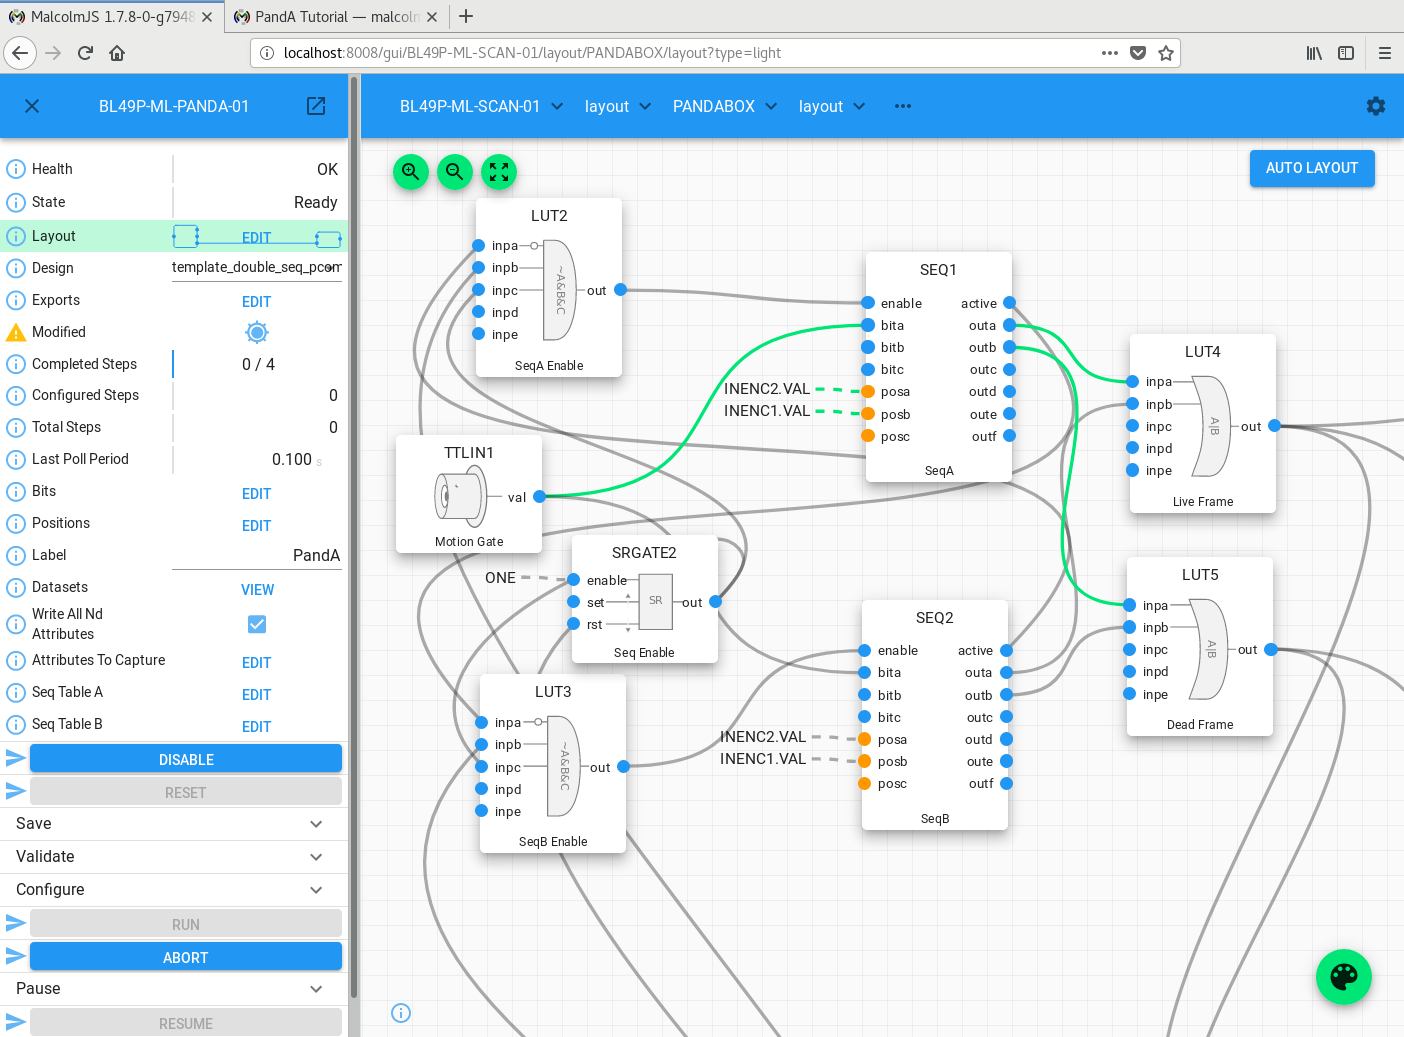 MalcolmJS 1.7.8-0-g7948
PandA Tutorial — malcolm
localhost:8008/gui/BL49P-ML-SCAN-01/layout/PANDABOX/layout?type=light
BL49P-ML-PANDA-01
BL49P-ML-SCAN-01
layout
PANDABOX
layout
Health
OK
State
Ready
Layout
EDIT
Design
template_double_seq_pcom
Exports
EDIT
Modified
Completed Steps
0 / 4
Configured Steps
0
Total Steps
0
Last Poll Period
0.100 s
Bits
EDIT
Positions
EDIT
Label
PandA
Datasets
VIEW
Write All Nd
Attributes
Attributes To Capture
EDIT
Seq Table A
EDIT
Seq Table B
EDIT
DISABLE
RESET
Save
Validate
Configure
RUN
ABORT
Pause
RESUME
AUTO LAYOUT
LUT2
inpa
inpb
inpc
inpd
inpe
~A&B&C
out
SeqA Enable
TTLIN1
val
Motion Gate
SRGATE2
ONE
enable
set
rst
SR
out
Seq Enable
LUT3
inpa
inpb
inpc
inpd
inpe
~A&B&C
out
SeqB Enable
SEQ1
enable active
bita outa
bitb outb
bitc outc
INENC2.VAL posa outd
INENC1.VAL posb oute
posc outf
SeqA
SEQ2
enable active
bita outa
bitb outb
bitc outc
INENC2.VAL posa outd
INENC1.VAL posb oute
posc outf
SeqB
LUT4
inpa
inpb
inpc
inpd
inpe
A|B
out
Live Frame
LUT5
inpa
inpb
inpc
inpd
inpe
A|B
out
Dead Frame